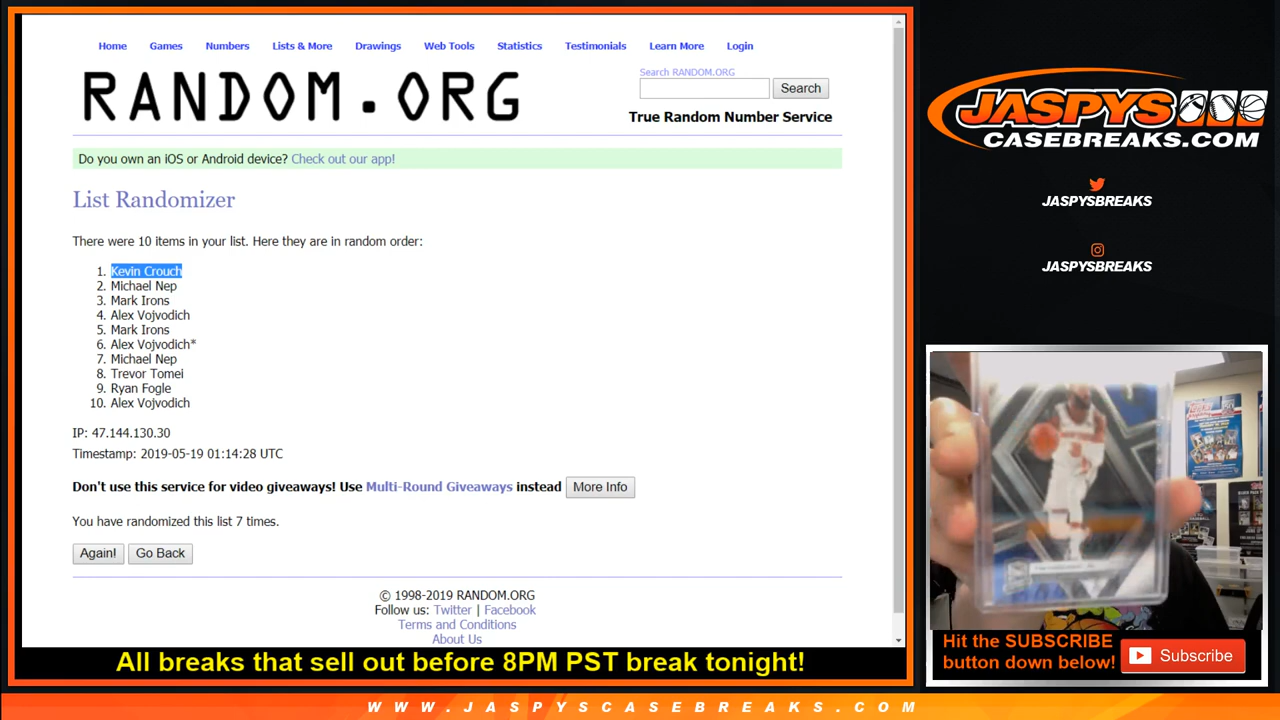 Home Games Numbers Lists & More Drawings Web Tools Statistics Testimonials Learn More Login
RANDOM.ORG
Search RANDOM.ORG
Search
True Random Number Service
Do you own an iOS or Android device? Check out our app!
List Randomizer
There were 10 items in your list. Here they are in random order:
1. Kevin Crouch
2. Michael Nep
3. Mark Irons
4. Alex Vojvodich
5. Mark Irons
6. Alex Vojvodich*
7. Michael Nep
8. Trevor Tomei
9. Ryan Fogle
10. Alex Vojvodich
IP: 47.144.130.30
Timestamp: 2019-05-19 01:14:28 UTC
Don't use this service for video giveaways! Use Multi-Round Giveaways instead More Info
You have randomized this list 7 times.
Again! Go Back
© 1998-2019 RANDOM.ORG
Follow us: Twitter | Facebook
Terms and Conditions
About Us
All breaks that sell out before 8PM PST break tonight!
JASPYS
CASEBREAKS.COM
JASPYSBREAKS
JASPYSBREAKS
Hit the SUBSCRIBE
button down below!
Subscribe
WWW.JASPYSCASEBREAKS.COM